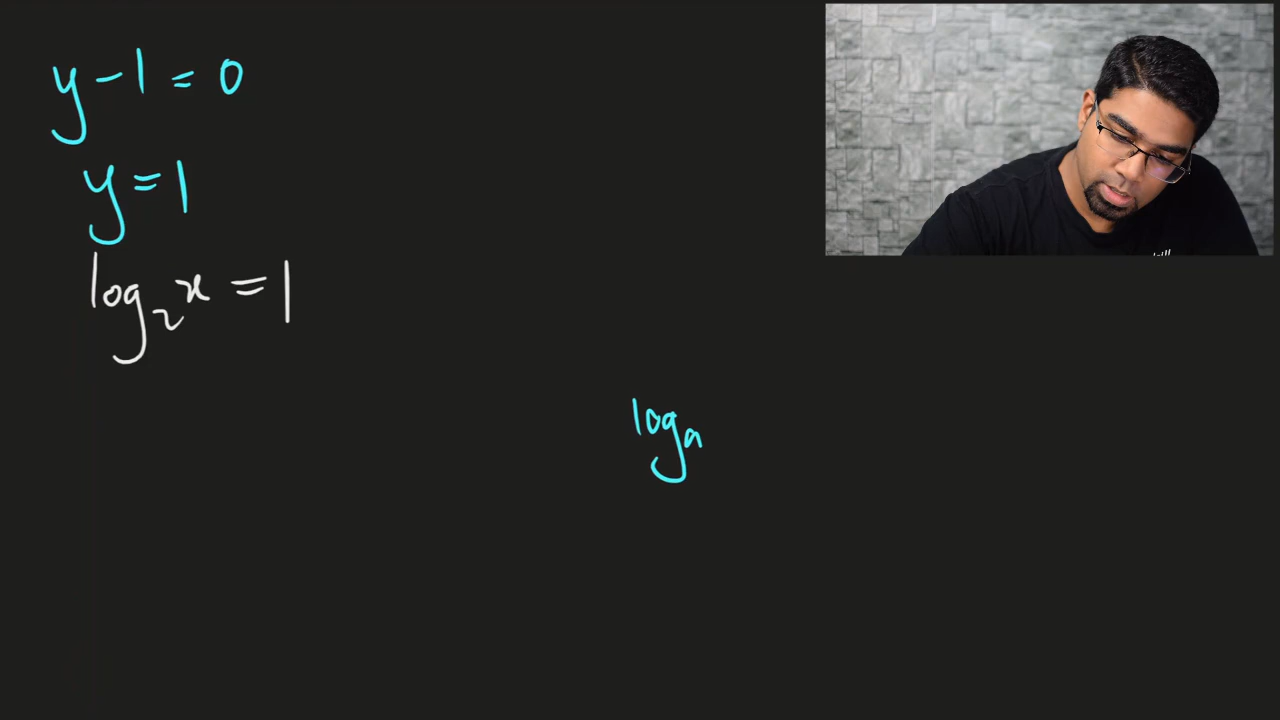 y - 1 = 0
y = 1
log₂x = 1
logₐ